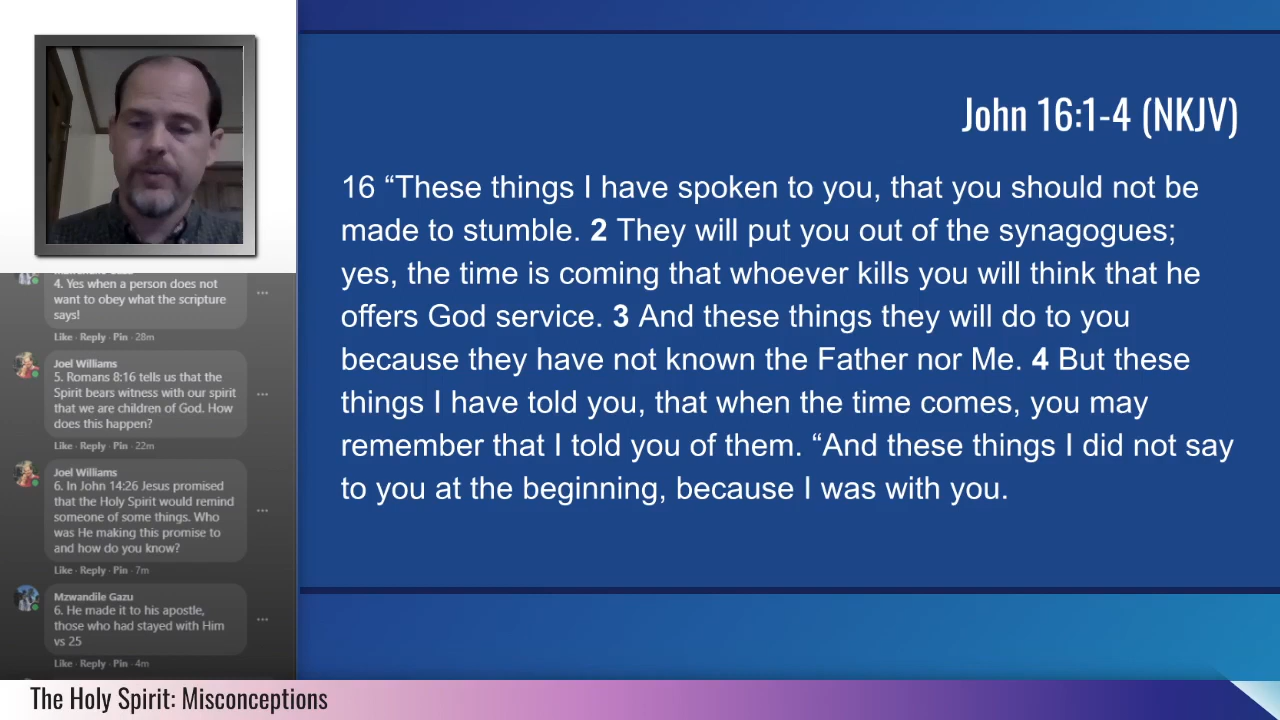 John 16:1-4 (NKJV)
16 “These things I have spoken to you, that you should not be
made to stumble. 2 They will put you out of the synagogues;
yes, the time is coming that whoever kills you will think that he
offers God service. 3 And these things they will do to you
because they have not known the Father nor Me. 4 But these
things I have told you, that when the time comes, you may
remember that I told you of them. “And these things I did not say
to you at the beginning, because I was with you.
4. Yes when a person does not
want to obey what the scripture
says!
Like · Reply · Pin · 28m
Joel Williams
5. Romans 8:16 tells us that the
Spirit bears witness with our spirit
that we are children of God. How
does this happen?
Like · Reply · Pin · 22m
Joel Williams
6. In John 14:26 Jesus promised
that the Holy Spirit would remind
someone of some things. Who
was He making this promise to
and how do you know?
Like · Reply · Pin · 7m
Mzwandile Gazu
6. He made it to his apostle,
those who had stayed with Him
vs 25
Like · Reply · Pin · 4m
The Holy Spirit: Misconceptions